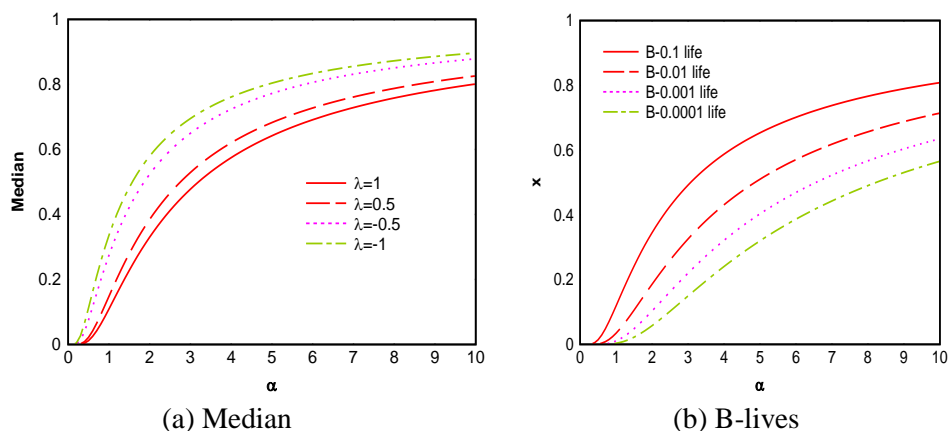 1
0.8
0.6
0.4
0.2
0
Median
λ=1
λ=0.5
λ=-0.5
λ=-1
0 1 2 3 4 5 6 7 8 9 10
α
(a) Median
1
0.8
0.6
0.4
0.2
0
x
B-0.1 life
B-0.01 life
B-0.001 life
B-0.0001 life
0 1 2 3 4 5 6 7 8 9 10
α
(b) B-lives